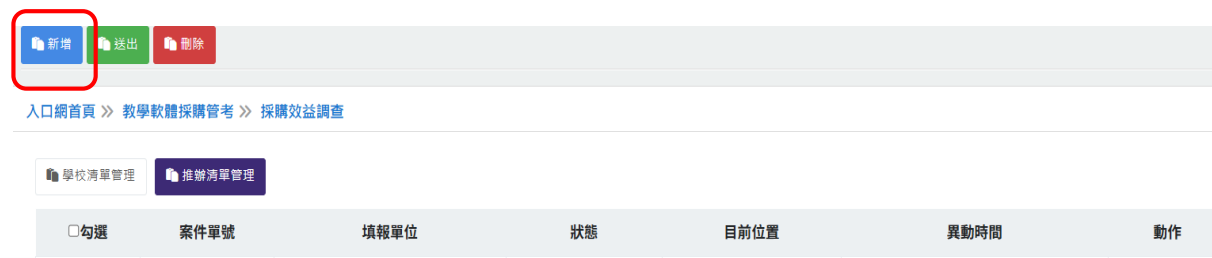 新增 送出 刪除
入口網首頁 》 教學軟體採購管考 》 採購效益調查
學校清單管理 推辦清單管理
勾選 案件單號 填報單位 狀態 目前位置 異動時間 動作